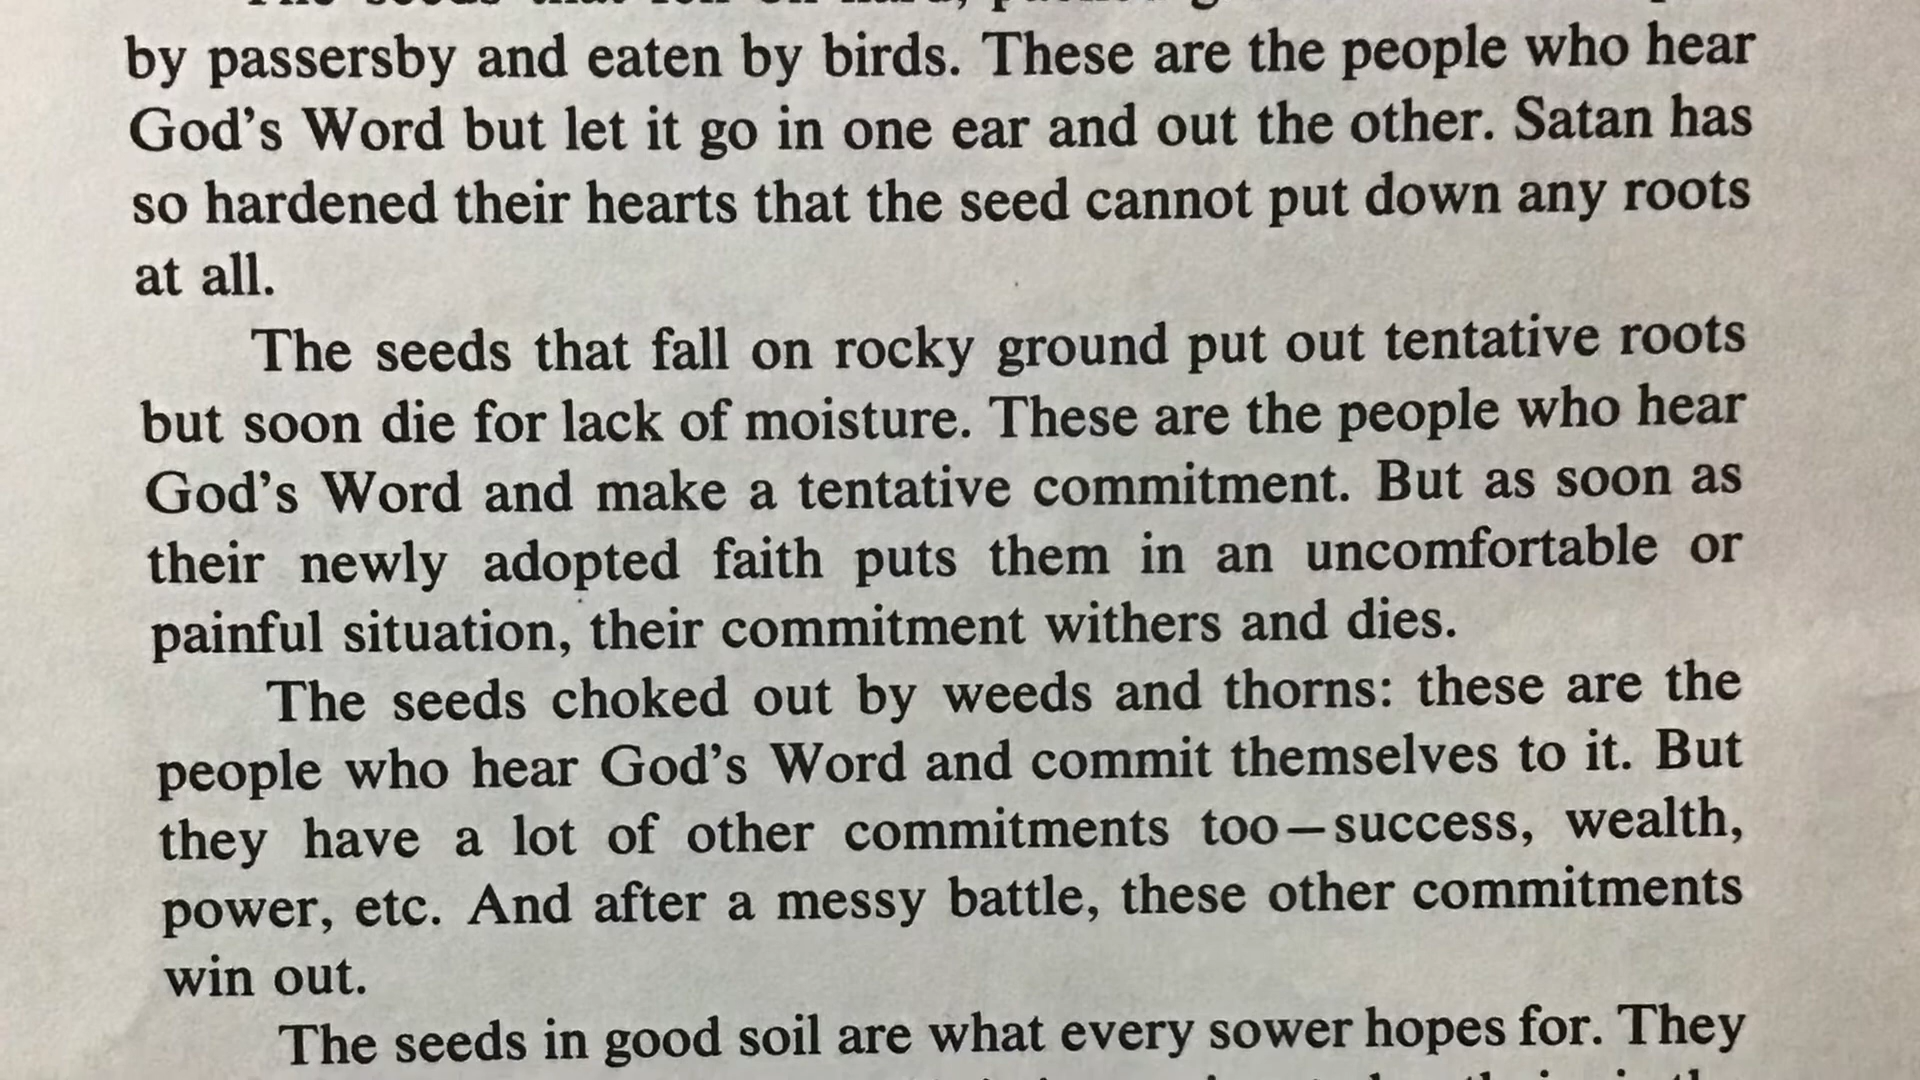 The seeds that fell on hard,
by passersby and eaten by birds. These are the people who hear
God's Word but let it go in one ear and out the other. Satan has
so hardened their hearts that the seed cannot put down any roots
at all.
The seeds that fall on rocky ground put out tentative roots
but soon die for lack of moisture. These are the people who hear
God's Word and make a tentative commitment. But as soon as
their newly adopted faith puts them in an uncomfortable or
painful situation, their commitment withers and dies.
The seeds choked out by weeds and thorns: these are the
people who hear God's Word and commit themselves to it. But
they have a lot of other commitments too—success, wealth,
power, etc. And after a messy battle, these other commitments
win out.
The seeds in good soil are what every sower hopes for. They